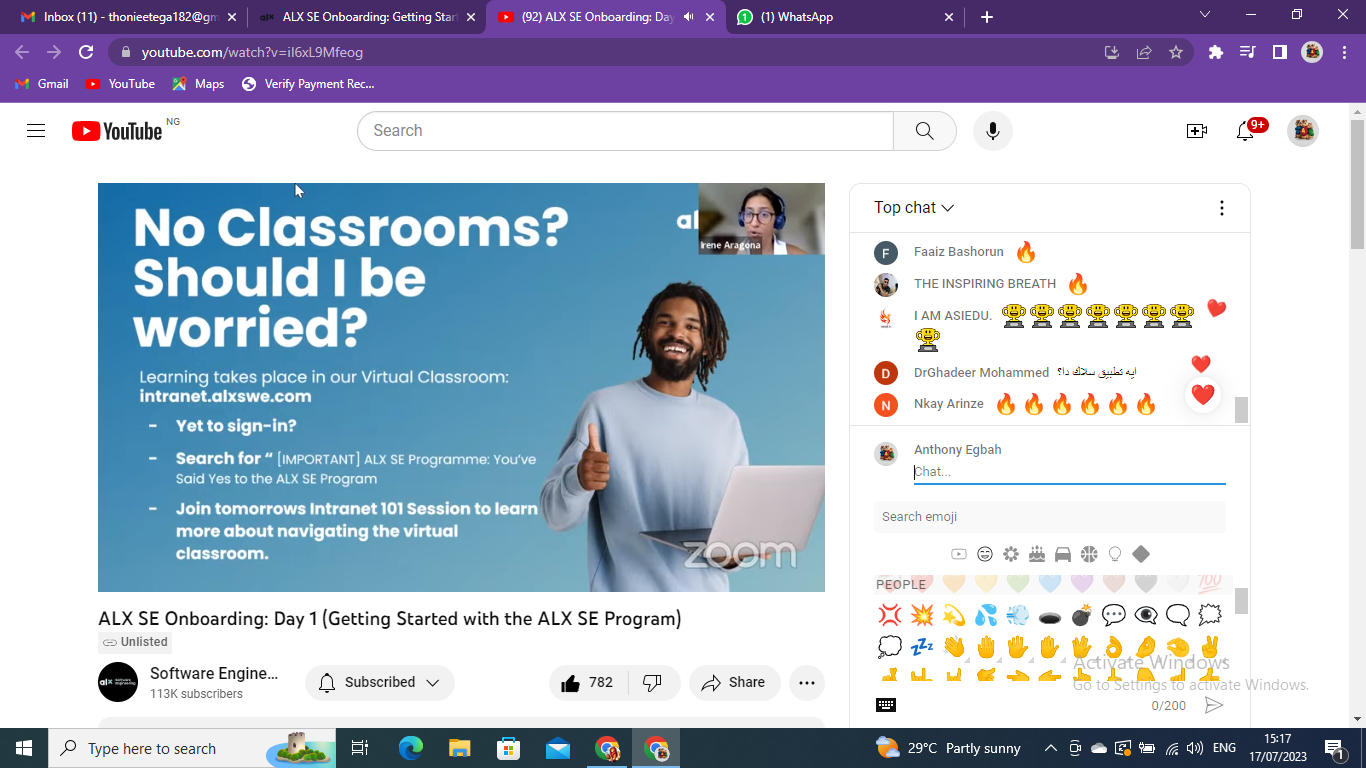 Inbox (11) - thonieetega182@gm
ALX SE Onboarding: Getting Start
(92) ALX SE Onboarding: Day
(1) WhatsApp
youtube.com/watch?v=il6xL9Mfeog
Gmail
YouTube
Maps
Verify Payment Rec...
YouTube NG
Search
9+
No Classrooms?
Should I be
worried?
Learning takes place in our Virtual Classroom:
intranet.alxswe.com
- Yet to sign-in?
- Search for “ [IMPORTANT] ALX SE Programme: You've
Said Yes to the ALX SE Program
- Join tomorrows Intranet 101 Session to learn
more about navigating the virtual
classroom.
al
Irene Aragona
zoom
Top chat
F Faaiz Bashorun 🔥
THE INSPIRING BREATH 🔥
I AM ASIEDU. 🏆🏆🏆🏆🏆🏆🏆
🏆
D DrGhadeer Mohammed ايه تطبيق سلاك دا؟
N Nkay Arinze 🔥🔥🔥🔥🔥🔥
Anthony Egbah
Chat...
Search emoji
PEOPLE
Activate Windows
Go to Settings to activate Windows.
0/200
ALX SE Onboarding: Day 1 (Getting Started with the ALX SE Program)
Unlisted
Software Engine...
113K subscribers
Subscribed
782
Share
Type here to search
29°C Partly sunny
ENG
15:17
17/07/2023
1